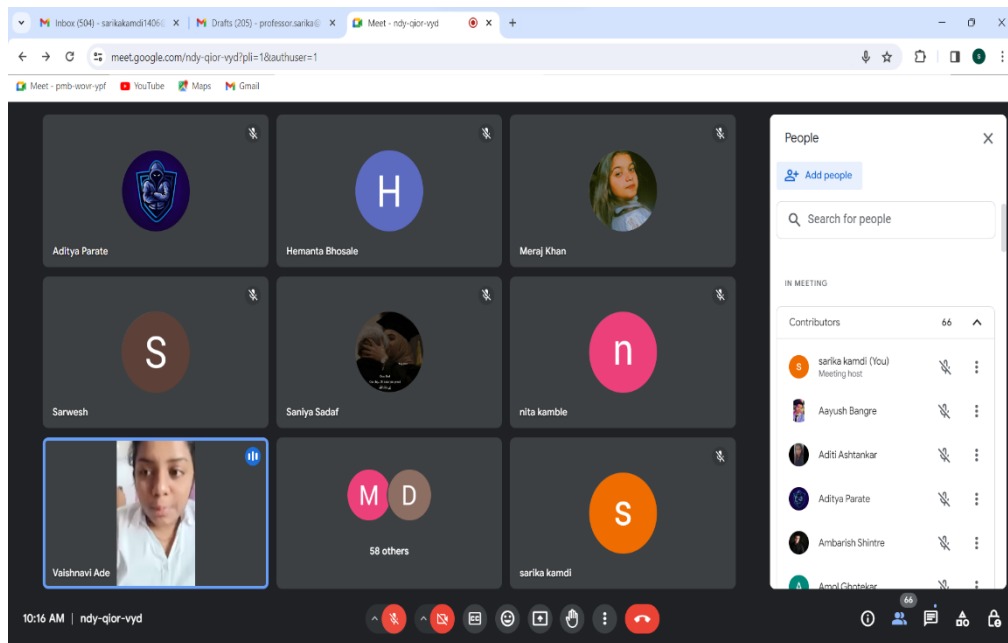 Inbox (504) - sarikakamdi1406@
Drafts (205) - professor.sarika@
Meet - ndy-qior-vyd
meet.google.com/ndy-qior-vyd?pli=1&authuser=1
S
Meet - pmb-wovr-ypf
YouTube
Maps
Gmail
Aditya Parate
H
Hemanta Bhosale
Meraj Khan
S
Sarwesh
Saniya Sadaf
n
nita kamble
Vaishnavi Ade
M D
58 others
S
sarika kamdi
People
Add people
Search for people
IN MEETING
Contributors 66
S
sarika kamdi (You)
Meeting host
Aayush Bangre
Aditi Ashtankar
Aditya Parate
Ambarish Shintre
A
Amol Ghotekar
10:16 AM | ndy-qior-vyd
66